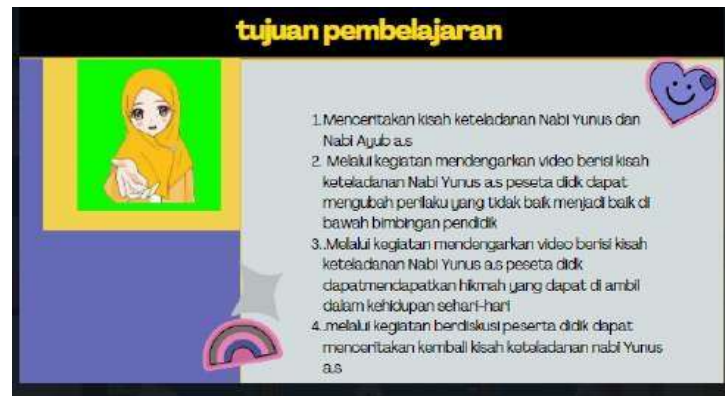 tujuan pembelajaran
1.Menceritakan kisah keteladanan Nabi Yunus dan
Nabi Ayub a.s
2. Melalui kegiatan mendengarkan video berisi kisah
keteladanan Nabi Yunus a.s peseta didk dapat
mengubah perilaku yang tidak baik menjadi baik di
bawah bimbingan pendidik
3..Melalui kegiatan mendengarkan video berisi kisah
keteladanan Nabi Yunus a.s peseta didk
dapatmendapatkan hikmah yang dapat di ambil
dalam kehidupan sehari-hari
4..melalui kegiatan berdiskusi peserta didik dapat
menceritakan kembali kisah keteladanan nabi Yunus
a.s